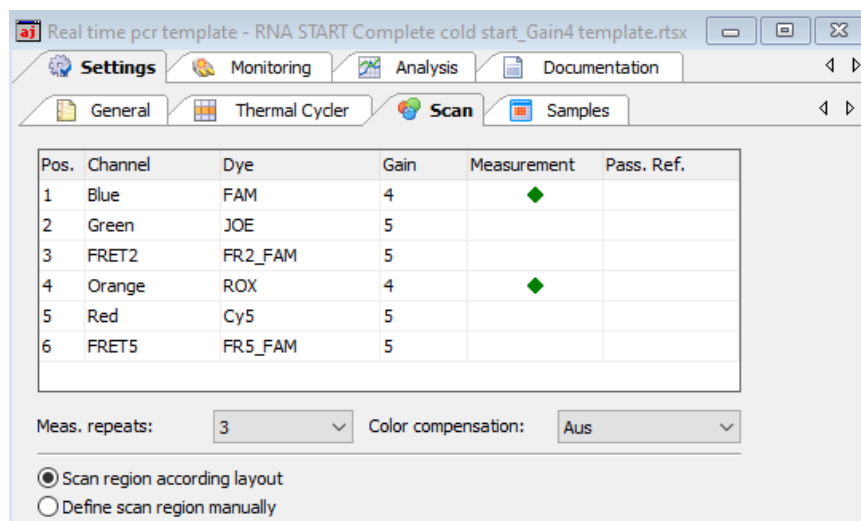 aj Real time pcr template - RNA START Complete cold start_Gain4 template.rtsx
Settings Monitoring Analysis Documentation
General Thermal Cycler Scan Samples
Pos. Channel Dye Gain Measurement Pass. Ref.
1 Blue FAM 4
2 Green JOE 5
3 FRET2 FR2_FAM 5
4 Orange ROX 4
5 Red Cy5 5
6 FRET5 FR5_FAM 5
Meas. repeats: 3 Color compensation: Aus
Scan region according layout
Define scan region manually